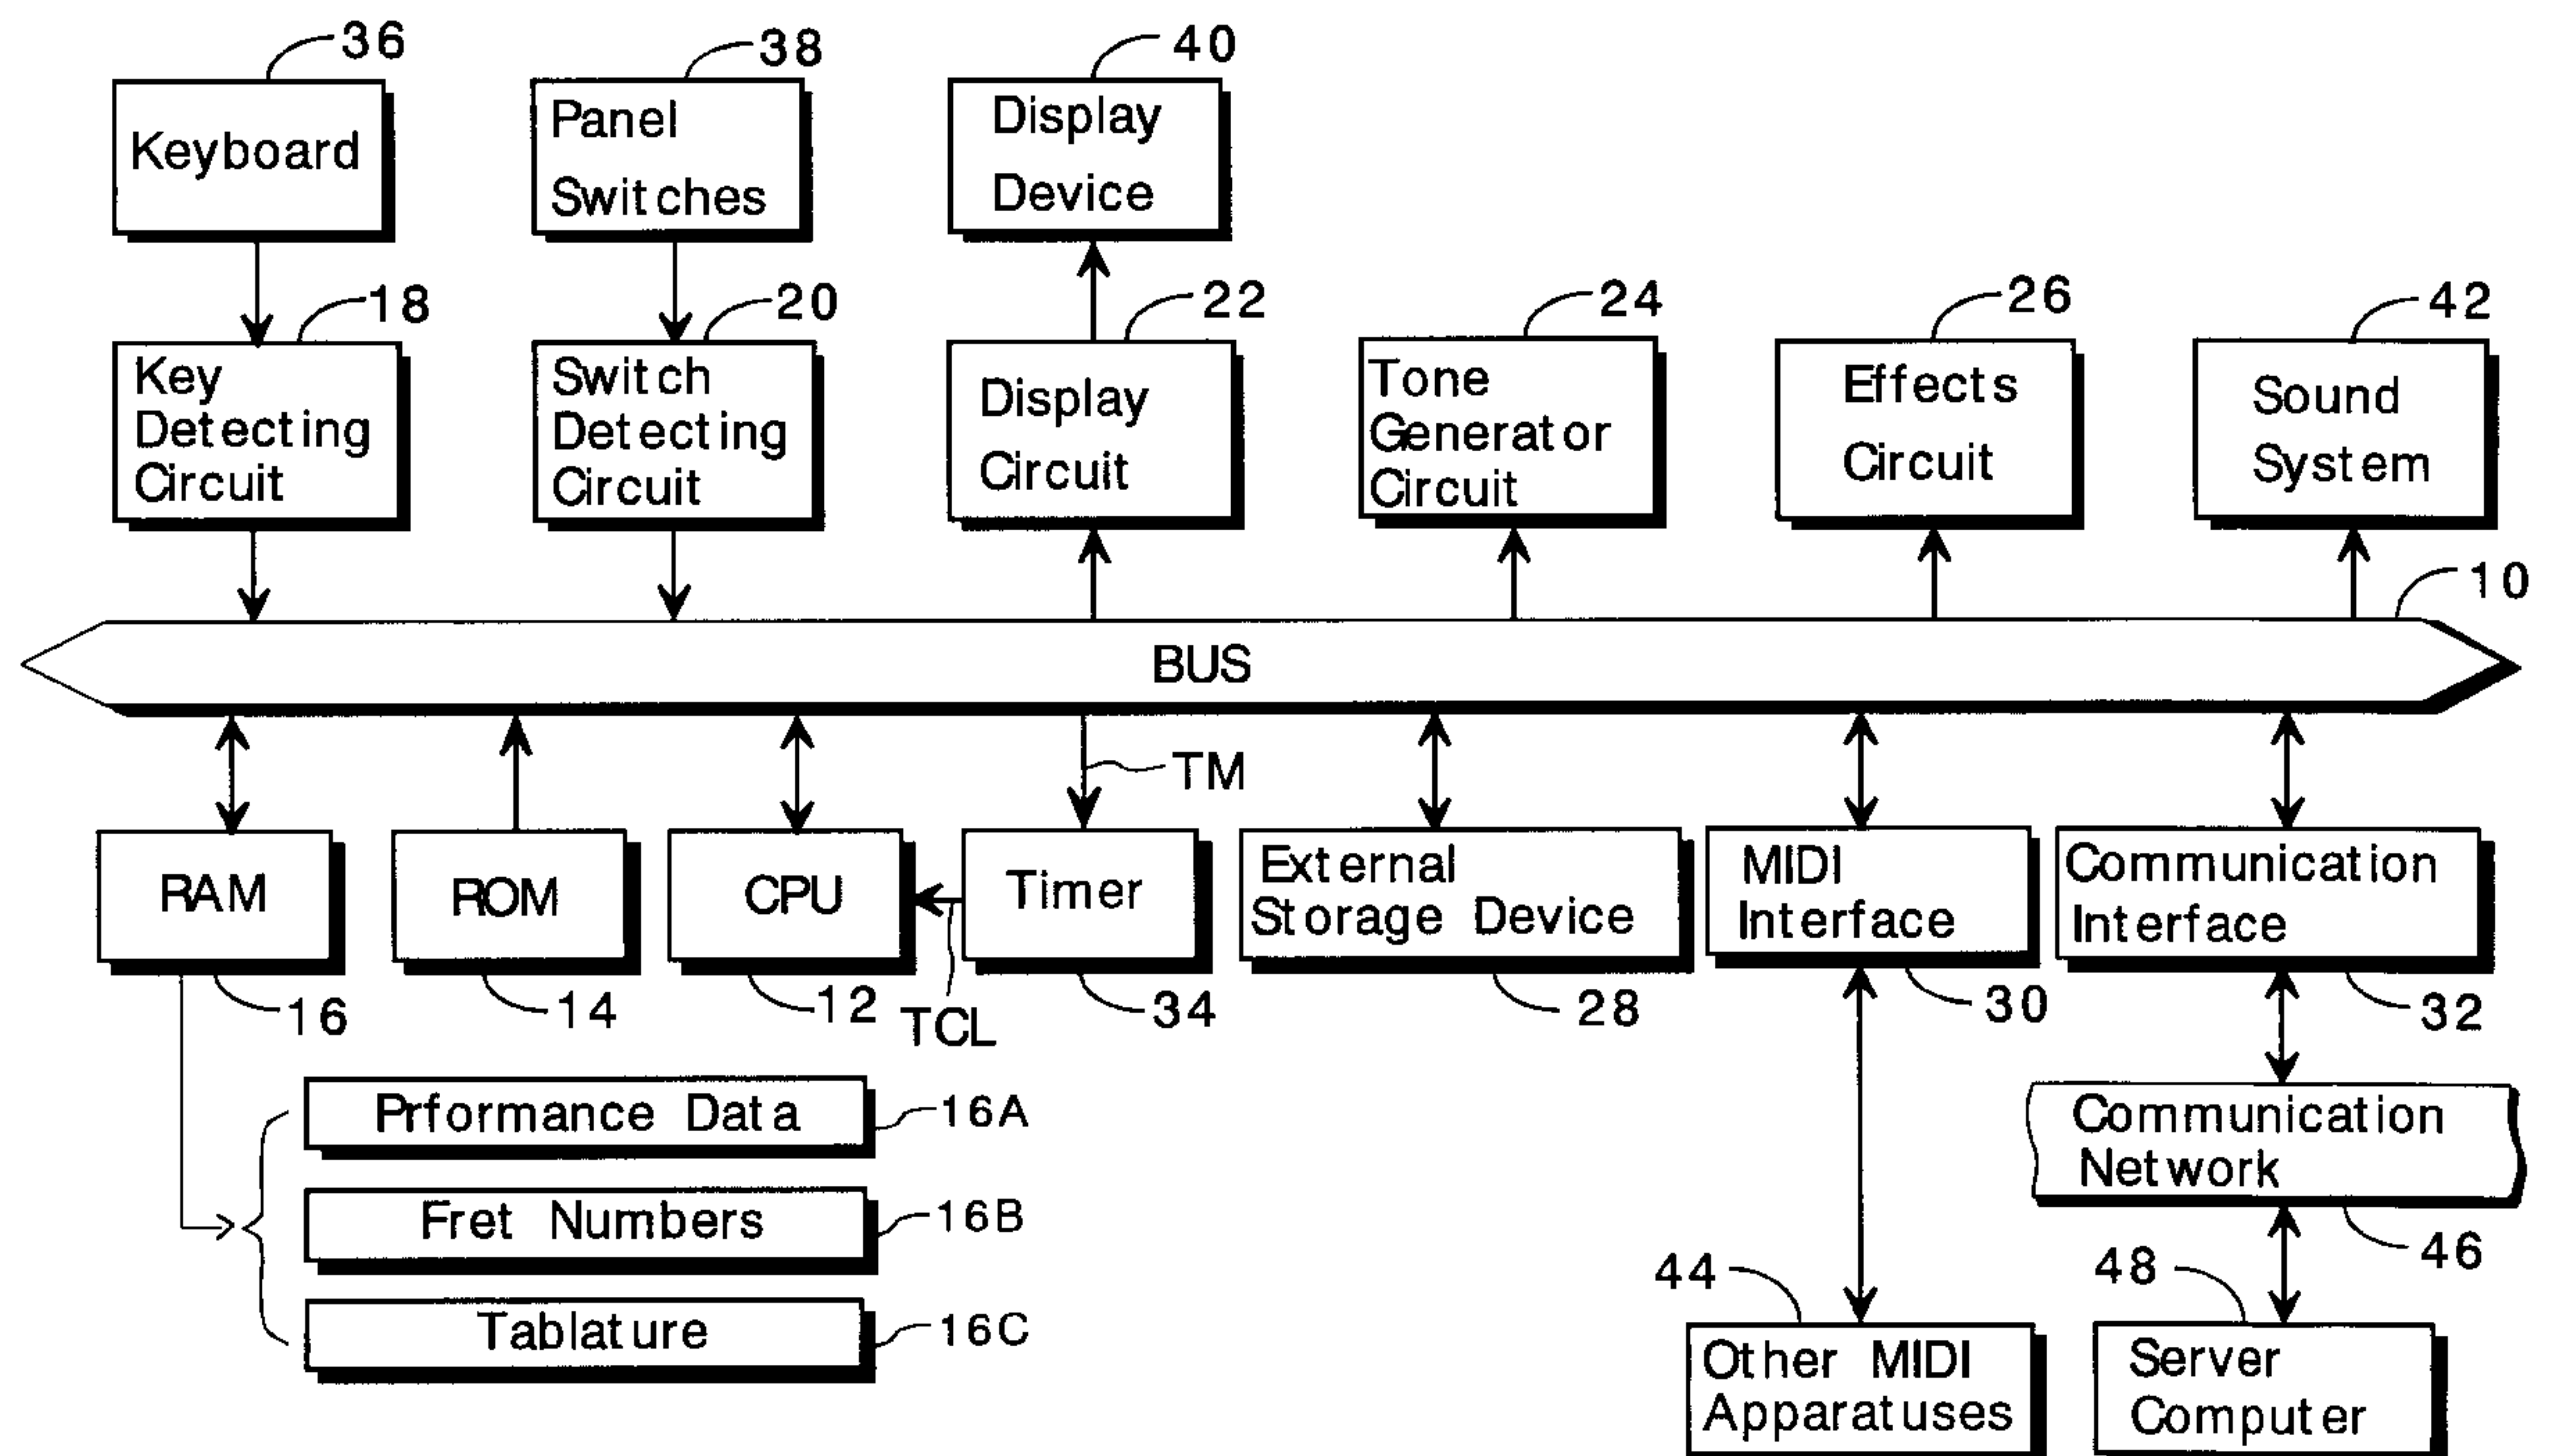 36
38
40
Keyboard
Panel
Switches
Display
Device
18
20
22
24
26
42
Key
Detecting
Circuit
Switch
Detecting
Circuit
Display
Circuit
Tone
Generator
Circuit
Effects
Circuit
Sound
System
10
BUS
TM
RAM
ROM
CPU
Timer
External
Storage Device
MIDI
Interface
Communication
Interface
16
14
12
TCL
34
28
30
32
Prformance Data
16A
Fret Numbers
16B
Tablature
16C
Communication
Network
46
44
48
Other MIDI
Apparatuses
Server
Computer